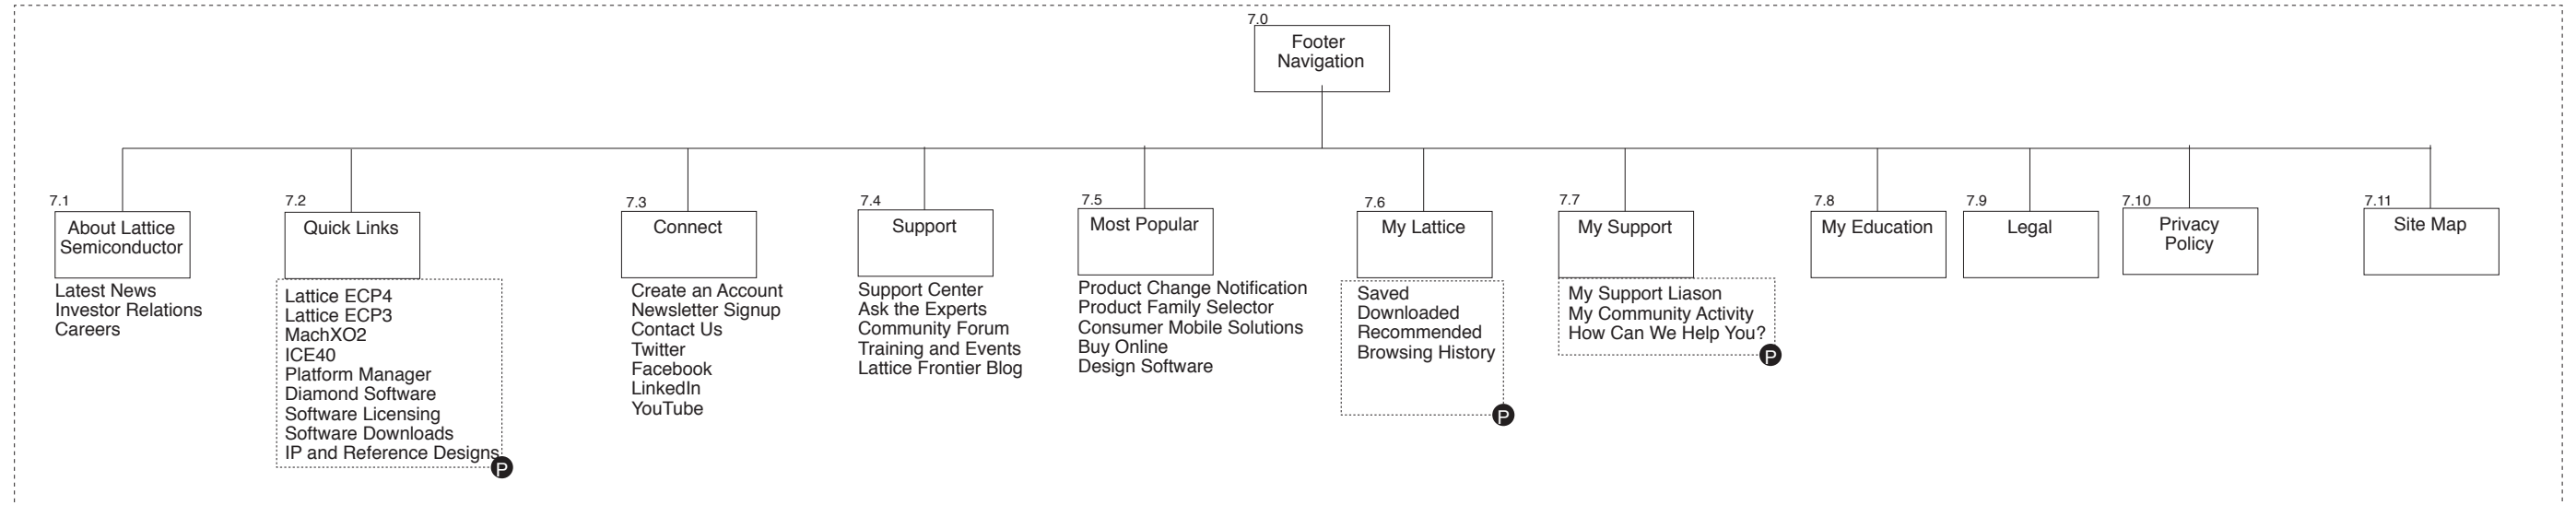 7.0
Footer
Navigation
7.1
About Lattice
Semiconductor
Latest News
Investor Relations
Careers
7.2
Quick Links
Lattice ECP4
Lattice ECP3
MachXO2
ICE40
Platform Manager
Diamond Software
Software Licensing
Software Downloads
IP and Reference Designs
P
7.3
Connect
Create an Account
Newsletter Signup
Contact Us
Twitter
Facebook
LinkedIn
YouTube
7.4
Support
Support Center
Ask the Experts
Community Forum
Training and Events
Lattice Frontier Blog
7.5
Most Popular
Product Change Notification
Product Family Selector
Consumer Mobile Solutions
Buy Online
Design Software
7.6
My Lattice
Saved
Downloaded
Recommended
Browsing History
P
7.7
My Support
My Support Liason
My Community Activity
How Can We Help You?
P
7.8
My Education
7.9
Legal
7.10
Privacy
Policy
7.11
Site Map